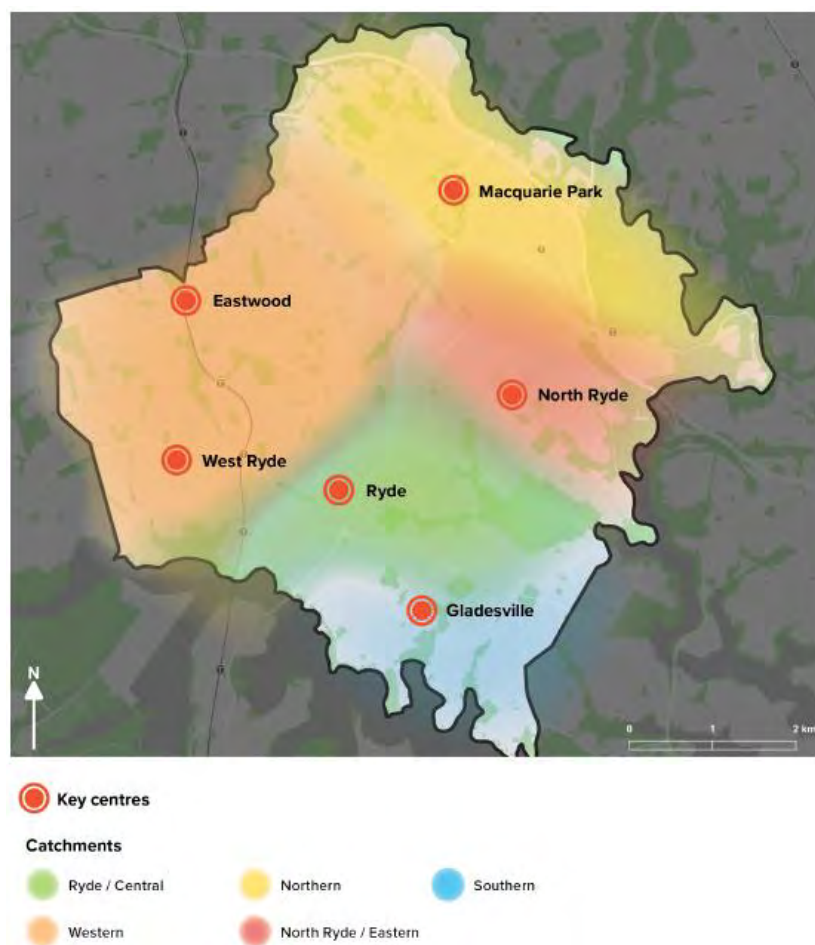 Macquarie Park
Eastwood
North Ryde
West Ryde
Ryde
Gladesville
N
0 1 2 km
Key centres
Catchments
Ryde / Central
Northern
Southern
Western
North Ryde / Eastern